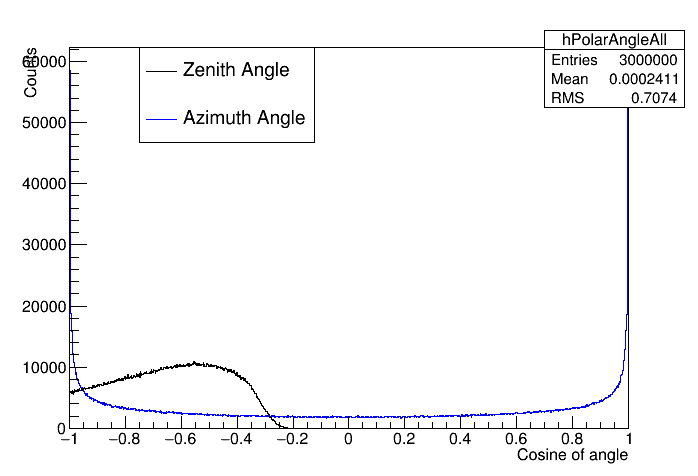 hPolarAngleAll
Entries 3000000
Mean 0.0002411
RMS 0.7074
Zenith Angle
Azimuth Angle
Counts
60000
50000
40000
30000
20000
10000
0
−1 −0.8 −0.6 −0.4 −0.2 0 0.2 0.4 0.6 0.8 1
Cosine of angle